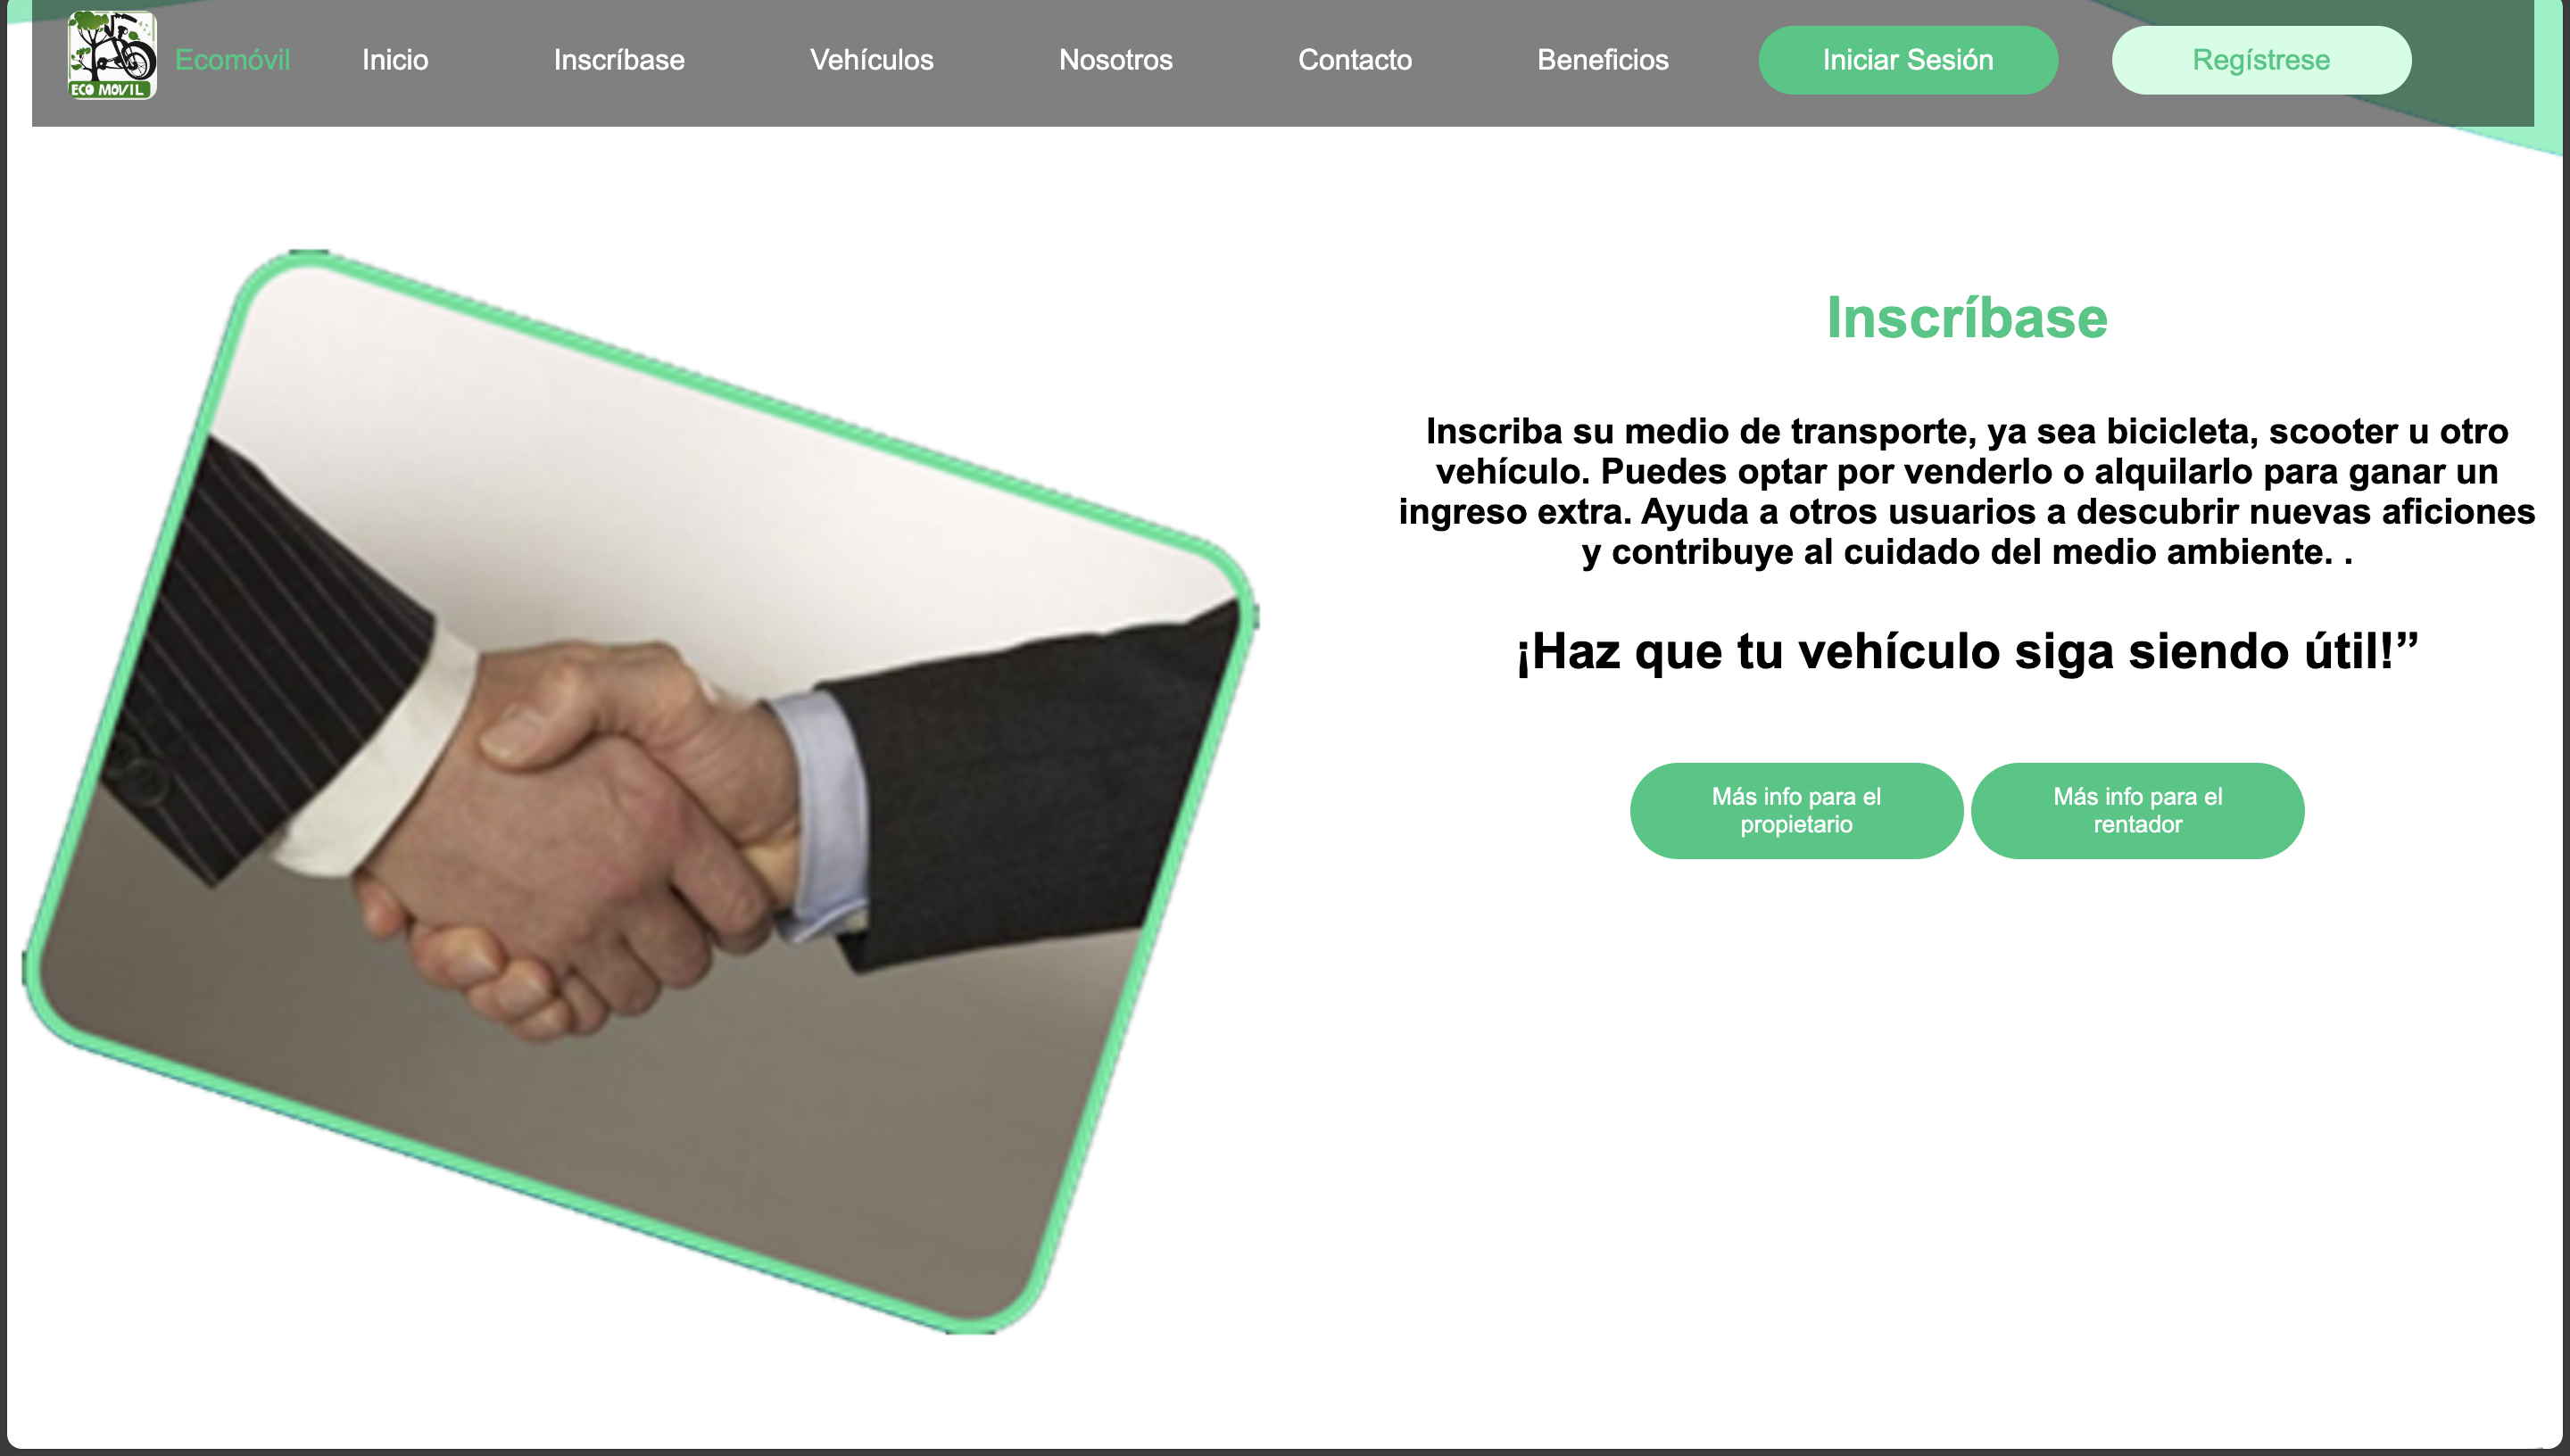 ECO MOVIL
Ecomóvil
Inicio
Inscríbase
Vehículos
Nosotros
Contacto
Beneficios
Iniciar Sesión
Regístrese
Inscríbase
Inscriba su medio de transporte, ya sea bicicleta, scooter u otro
vehículo. Puedes optar por venderlo o alquilarlo para ganar un
ingreso extra. Ayuda a otros usuarios a descubrir nuevas aficiones
y contribuye al cuidado del medio ambiente. .
¡Haz que tu vehículo siga siendo útil!”
Más info para el
propietario
Más info para el
rentador